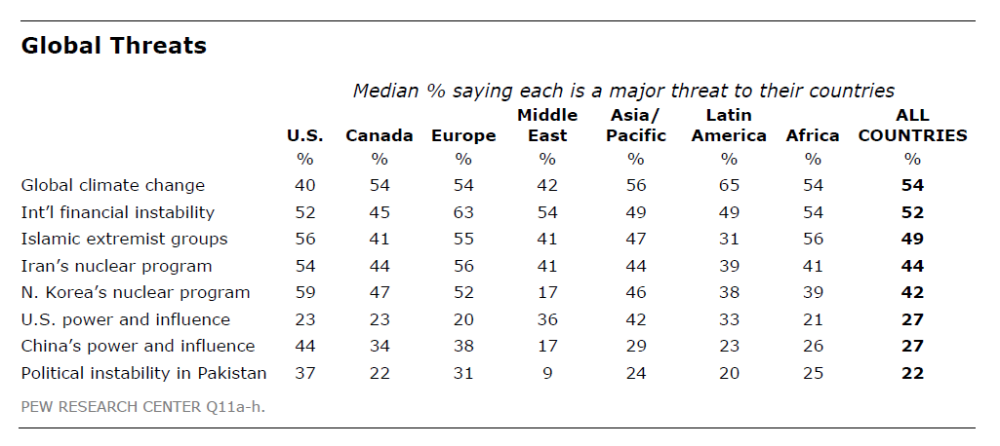 Global Threats
Median % saying each is a major threat to their countries
Middle Asia/ Latin ALL
U.S. Canada Europe East Pacific America Africa COUNTRIES
% % % % % % % %
Global climate change 40 54 54 42 56 65 54 54
Int’l financial instability 52 45 63 54 49 49 54 52
Islamic extremist groups 56 41 55 41 47 31 56 49
Iran’s nuclear program 54 44 56 41 44 39 41 44
N. Korea’s nuclear program 59 47 52 17 46 38 39 42
U.S. power and influence 23 23 20 36 42 33 21 27
China’s power and influence 44 34 38 17 29 23 26 27
Political instability in Pakistan 37 22 31 9 24 20 25 22
PEW RESEARCH CENTER Q11a-h.